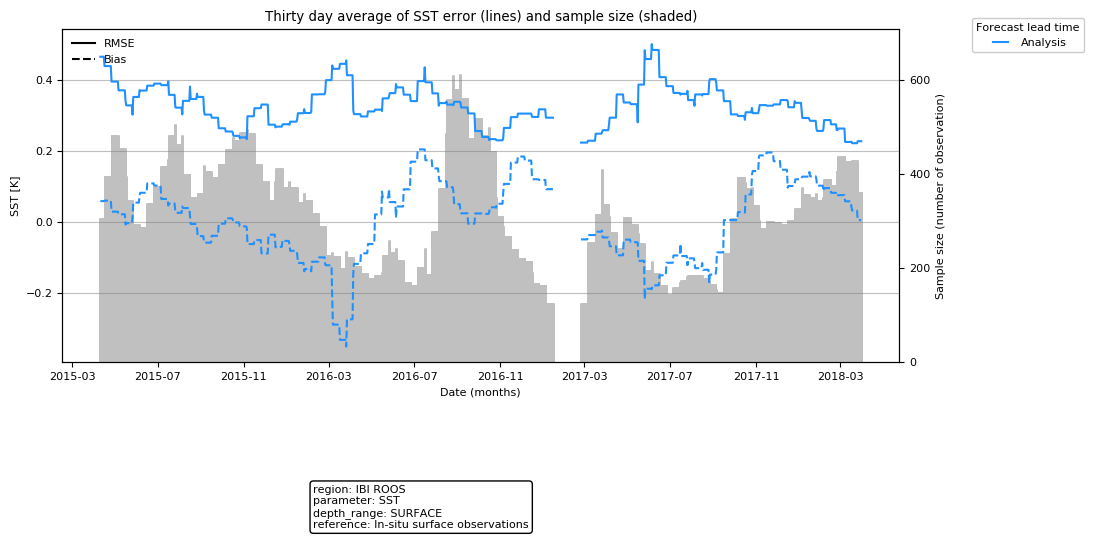 Thirty day average of SST error (lines) and sample size (shaded)
Forecast lead time
Analysis
RMSE
Bias
0.4
0.2
0.0
−0.2
SST [K]
600
400
200
0
Sample size (number of observation)
2015-03
2015-07
2015-11
2016-03
2016-07
2016-11
2017-03
2017-07
2017-11
2018-03
Date (months)
region: IBI ROOS
parameter: SST
depth_range: SURFACE
reference: In-situ surface observations